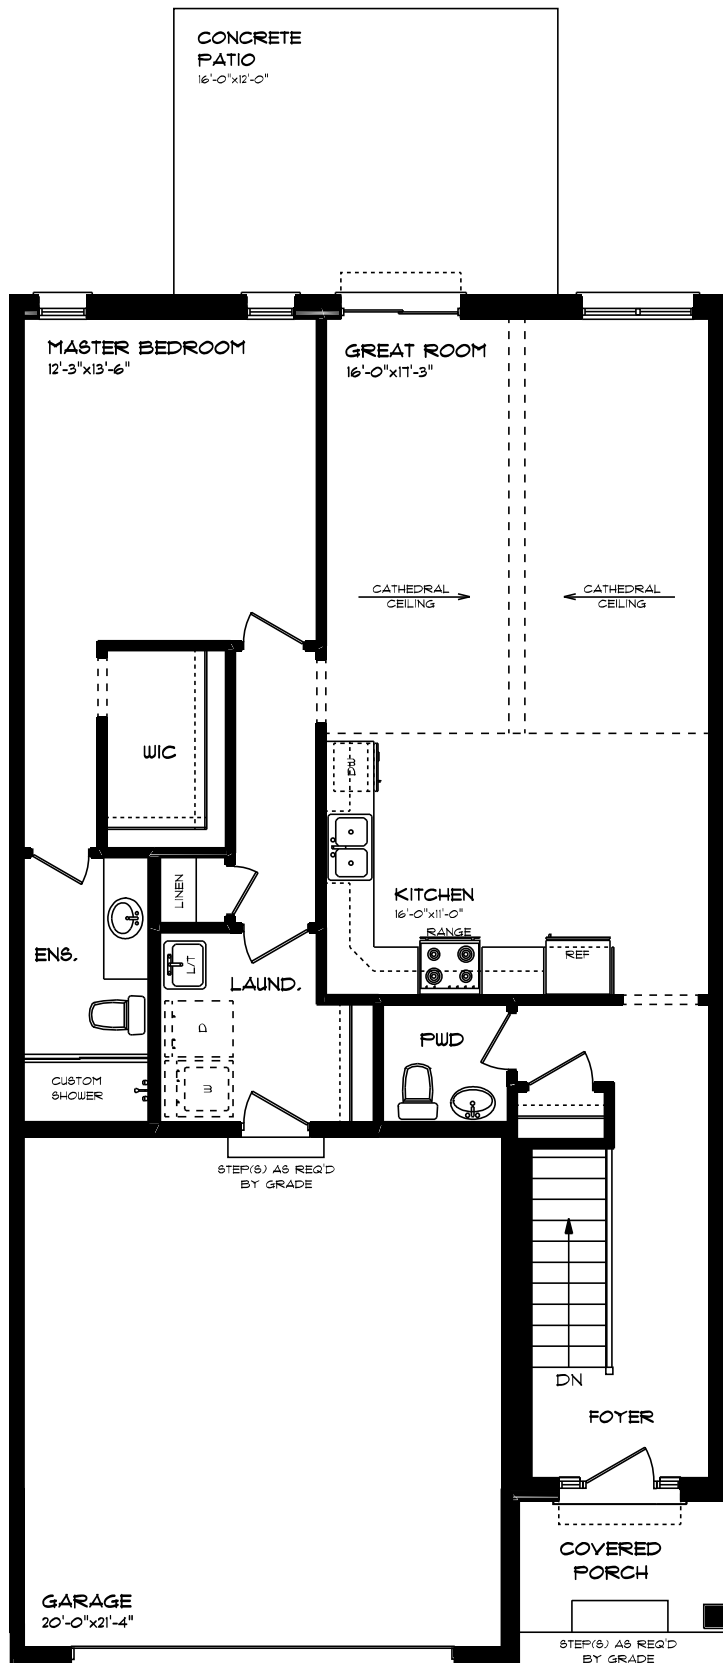 CONCRETE
PATIO
16'-0"x12'-0"
MASTER BEDROOM
12'-3"x13'-6"
GREAT ROOM
16'-0"x17'-3"
CATHEDRAL
CEILING
CATHEDRAL
CEILING
WIC
DW
LINEN
KITCHEN
16'-0"x11'-0"
RANGE
REF
ENS.
L/T
LAUND.
D
W
PWD
CUSTOM
SHOWER
STEP(S) AS REQ'D
BY GRADE
DN
FOYER
COVERED
PORCH
GARAGE
20'-0"x21'-4"
STEP(S) AS REQ'D
BY GRADE